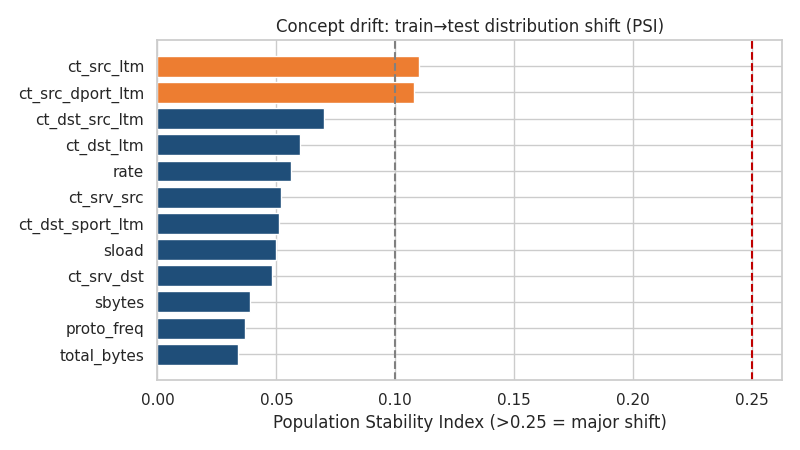 Concept drift: train→test distribution shift (PSI)
ct_src_ltm
ct_src_dport_ltm
ct_dst_src_ltm
ct_dst_ltm
rate
ct_srv_src
ct_dst_sport_ltm
sload
ct_srv_dst
sbytes
proto_freq
total_bytes
0.00 0.05 0.10 0.15 0.20 0.25
Population Stability Index (>0.25 = major shift)